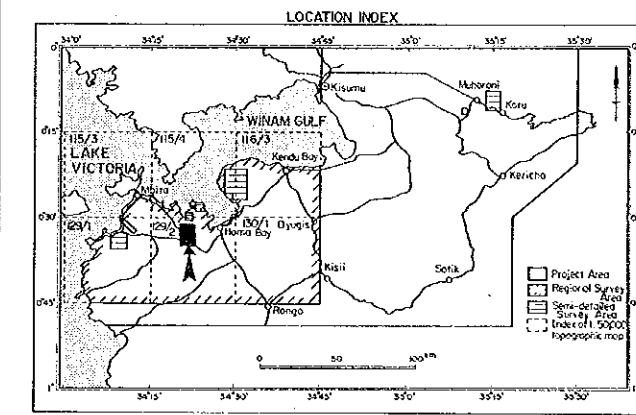 LOCATION INDEX
34°15' 34°30' 34°45' 35°0' 35°15' 35°30'
0°
Muhoroni
Kisumu
Koru
0°15'
WINAM GULF
115/3 115/4 116/3
LAKE
VICTORIA
Kendu Bay
Kericho
Mbita
0°30'
129/1 129/2 130/1 Oyugis
Homa Bay
Kisii
Sotik
Project Area
Regional Survey
Area
Semi-detailed
Survey Area
Index of 1:50,000
topographic map
0°45'
Rongo
0 50 100km
1°
34°15' 34°30' 34°45' 35°0' 35°15' 35°30'